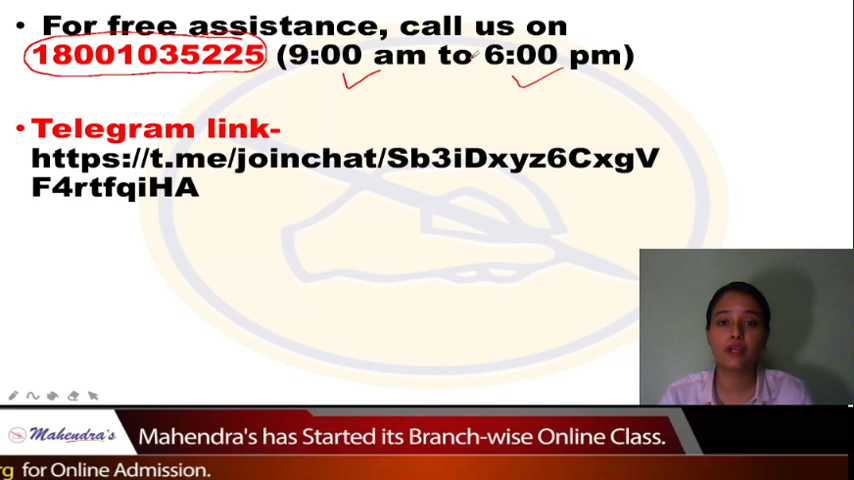 • For free assistance, call us on
18001035225 (9:00 am to 6:00 pm)
• Telegram link-
https://t.me/joinchat/Sb3iDxyz6CxgV
F4rtfqiHA
Mahendra's
Mahendra's has Started its Branch-wise Online Class.
rg for Online Admission.